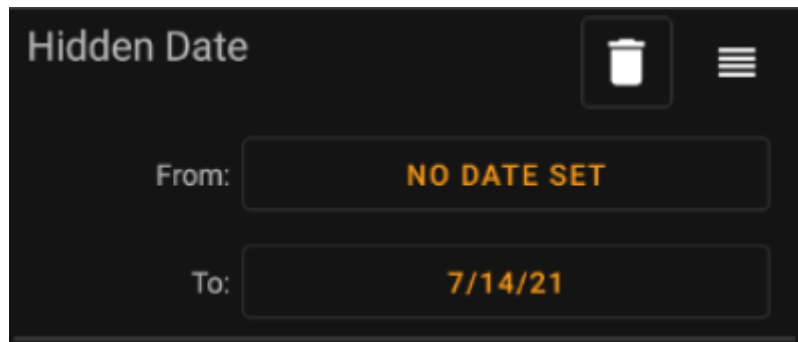 Hidden Date
From: NO DATE SET
To: 7/14/21